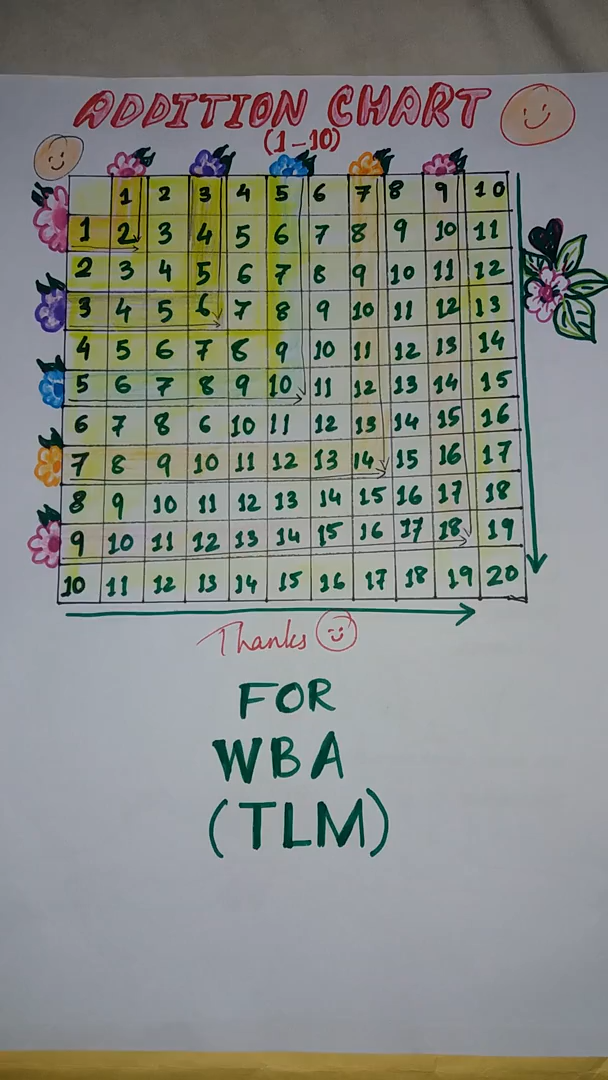 ADDITION CHART
(1-10)
1 2 3 4 5 6 7 8 9 10
1 2 3 4 5 6 7 8 9 10 11
2 3 4 5 6 7 8 9 10 11 12
3 4 5 6 7 8 9 10 11 12 13
4 5 6 7 8 9 10 11 12 13 14
5 6 7 8 9 10 11 12 13 14 15
6 7 8 6 10 11 12 13 14 15 16
7 8 9 10 11 12 13 14 15 16 17
8 9 10 11 12 13 14 15 16 17 18
9 10 11 12 13 14 15 16 17 18 19
10 11 12 13 14 15 16 17 18 19 20
Thanks
FOR
WBA
(TLM)